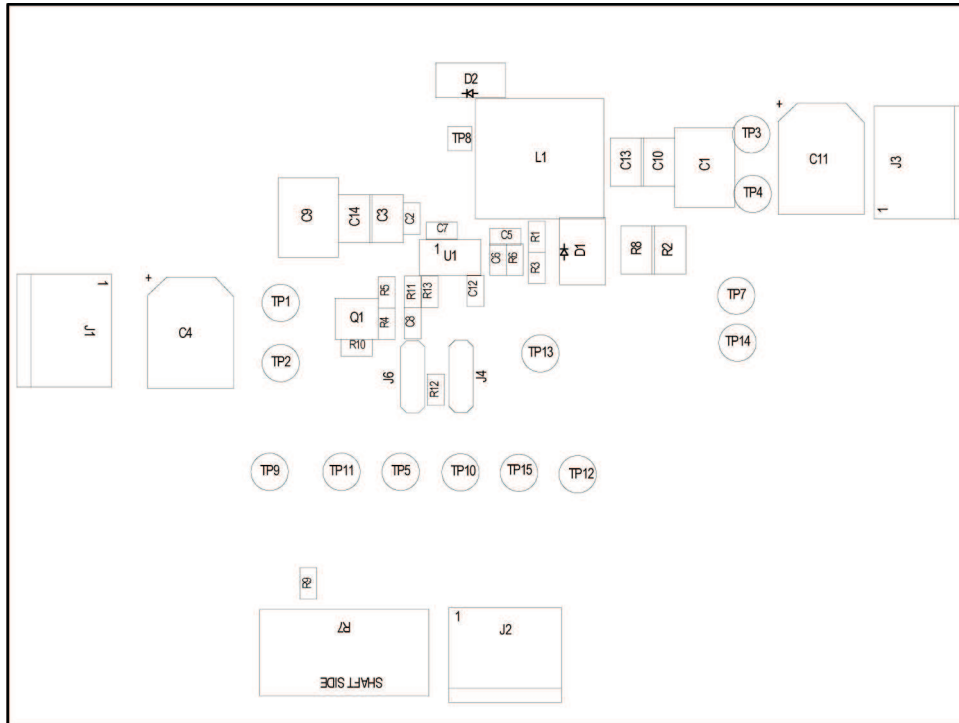 D2
TP8
L1
C13
C10
C1
TP3
TP4
+
C11
J3
1
C9
C14
C3
C2
C7
1
U1
C5
C6
R6
R1
R3
D1
R8
R2
1
J1
+
C4
TP1
TP2
R5
R11
R13
C12
Q1
R4
C8
R10
J6
R12
J4
TP13
TP7
TP14
TP9
TP11
TP5
TP10
TP15
TP12
R9
R7
SHAFT SIDE
1
J2